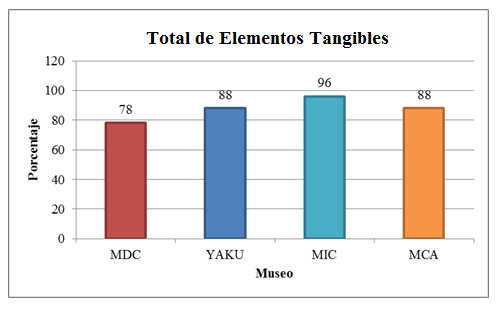 Total de Elementos Tangibles
120
100
80
60
40
20
0
Porcentaje
78
88
96
88
MDC YAKU MIC MCA
Museo